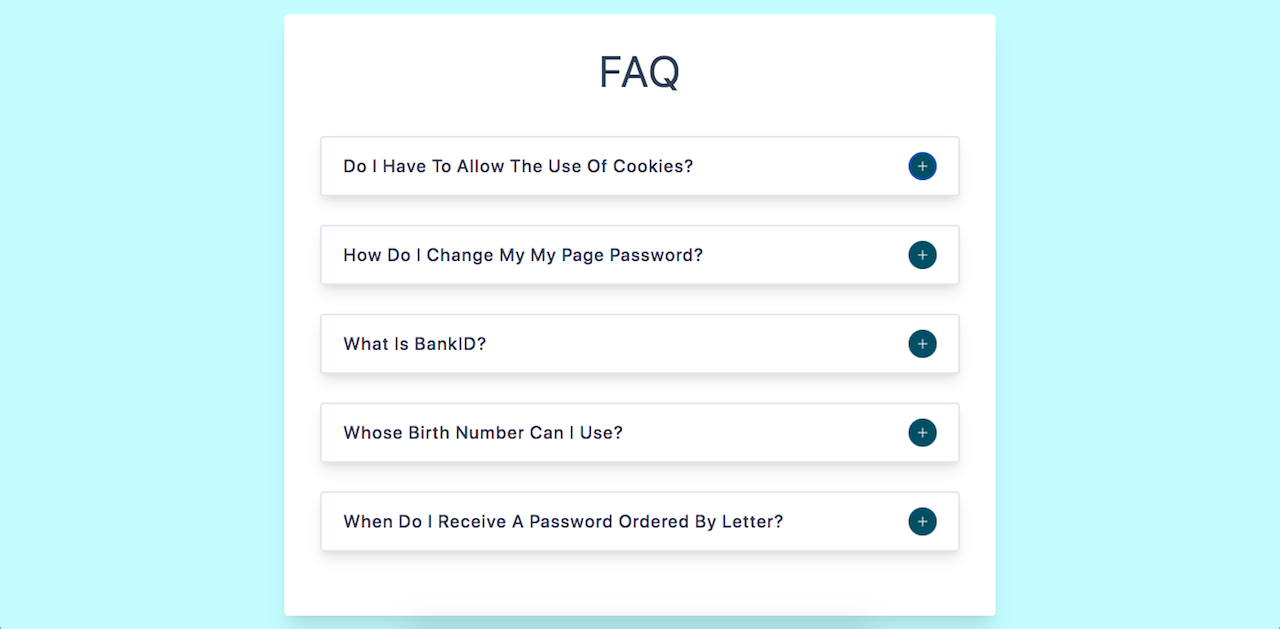 FAQ
Do I Have To Allow The Use Of Cookies?
How Do I Change My My Page Password?
What Is BankID?
Whose Birth Number Can I Use?
When Do I Receive A Password Ordered By Letter?